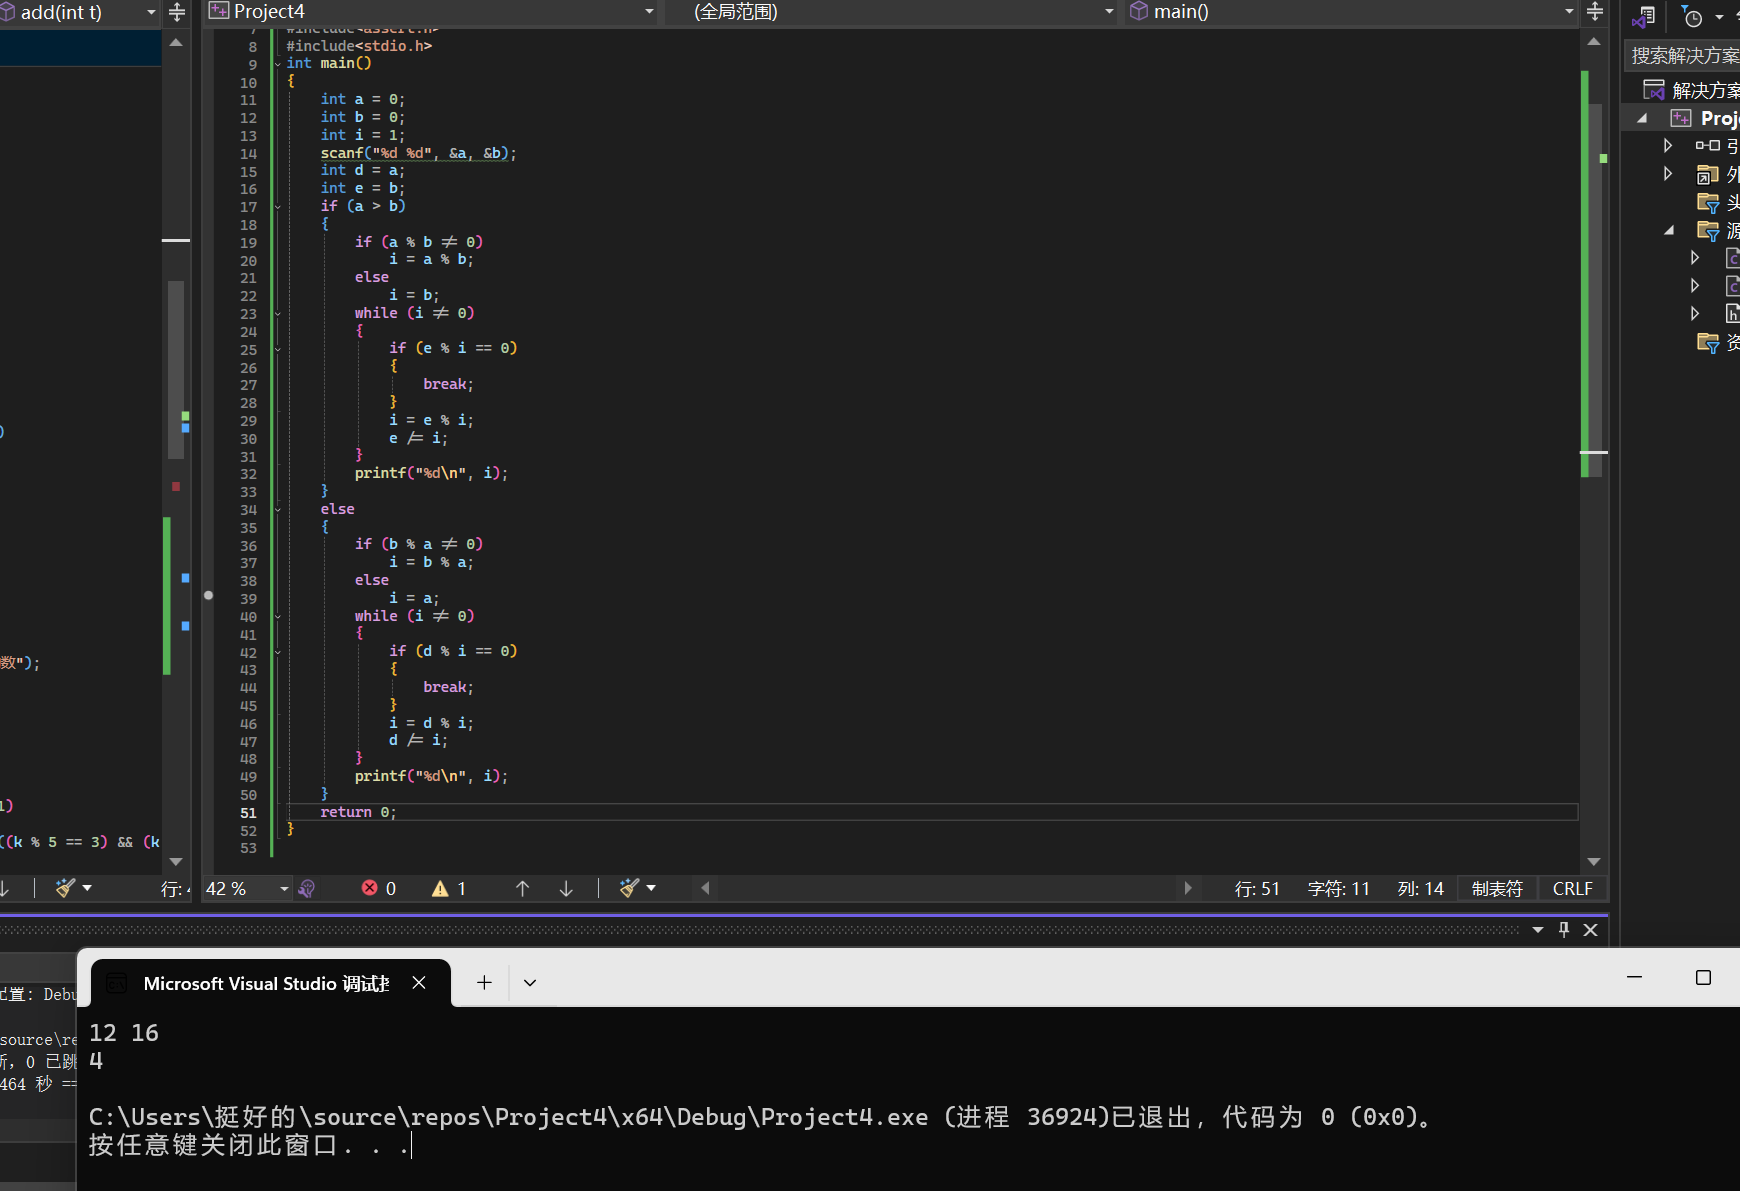 add(int t)
Project4
(全局范围)
main()
搜索解决方案
解决方案
Proj
7 #include<assert.h>
8 #include<stdio.h>
9 int main()
10 {
11 int a = 0;
12 int b = 0;
13 int i = 1;
14 scanf("%d %d", &a, &b);
15 int d = a;
16 int e = b;
17 if (a > b)
18 {
19 if (a % b != 0)
20 i = a % b;
21 else
22 i = b;
23 while (i != 0)
24 {
25 if (e % i == 0)
26 {
27 break;
28 }
29 i = e % i;
30 e /= i;
31 }
32 printf("%d\n", i);
33 }
34 else
35 {
36 if (b % a != 0)
37 i = b % a;
38 else
39 i = a;
40 while (i != 0)
41 {
42 if (d % i == 0)
43 {
44 break;
45 }
46 i = d % i;
47 d /= i;
48 }
49 printf("%d\n", i);
50 }
51 return 0;
52 }
53
引
外
头
源
资
数");
1)
((k % 5 == 3) && (k
行: 4
42 %
0
1
行: 51
字符: 11
列: 14
制表符
CRLF
配置: Debu
source\re
新, 0 已跳
464 秒 ==
Microsoft Visual Studio 调试控
12 16
4
C:\Users\挺好的\source\repos\Project4\x64\Debug\Project4.exe (进程 36924)已退出, 代码为 0 (0x0)。
按任意键关闭此窗口. . .